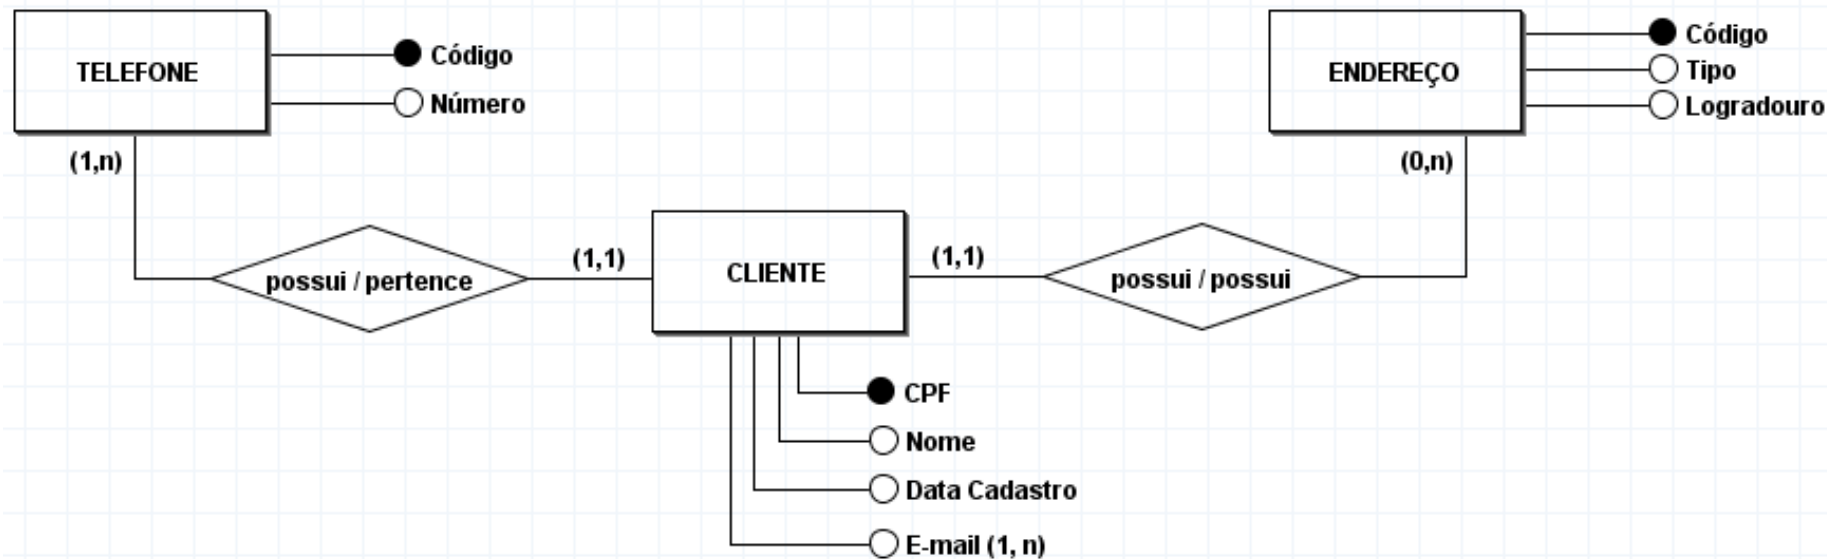 TELEFONE
Código
Número
(1,n)
ENDEREÇO
Código
Tipo
Logradouro
(0,n)
possui / pertence
(1,1)
CLIENTE
(1,1)
possui / possui
CPF
Nome
Data Cadastro
E-mail (1, n)